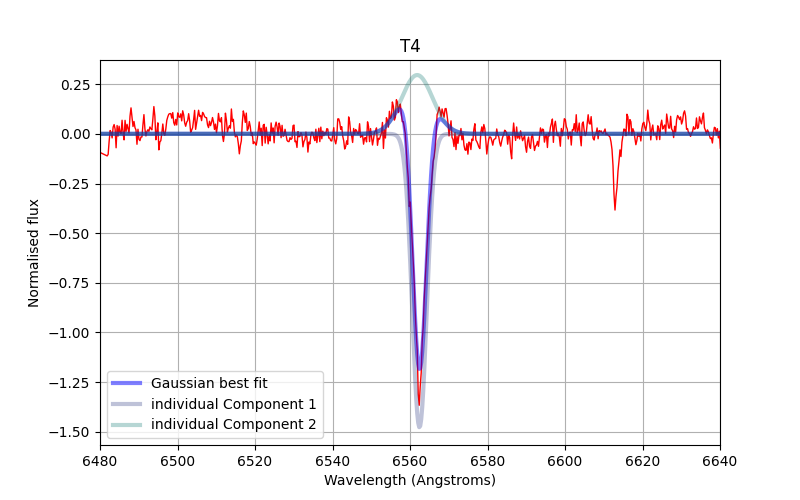 T4
Normalised flux
0.25
0.00
−0.25
−0.50
−0.75
−1.00
−1.25
−1.50
Gaussian best fit
individual Component 1
individual Component 2
6480 6500 6520 6540 6560 6580 6600 6620 6640
Wavelength (Angstroms)